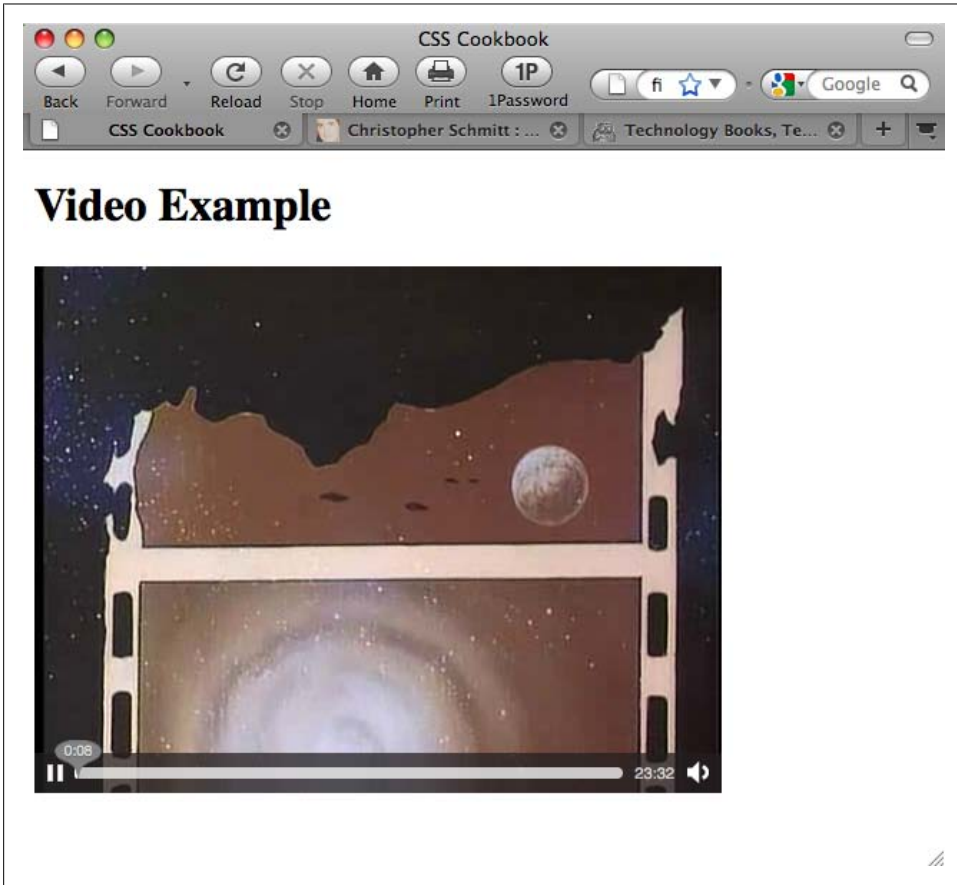 CSS Cookbook
1P
fi
Google
Back Forward Reload Stop Home Print 1Password
CSS Cookbook
Christopher Schmitt : ...
Technology Books, Te...
+
Video Example
0:08
23:32